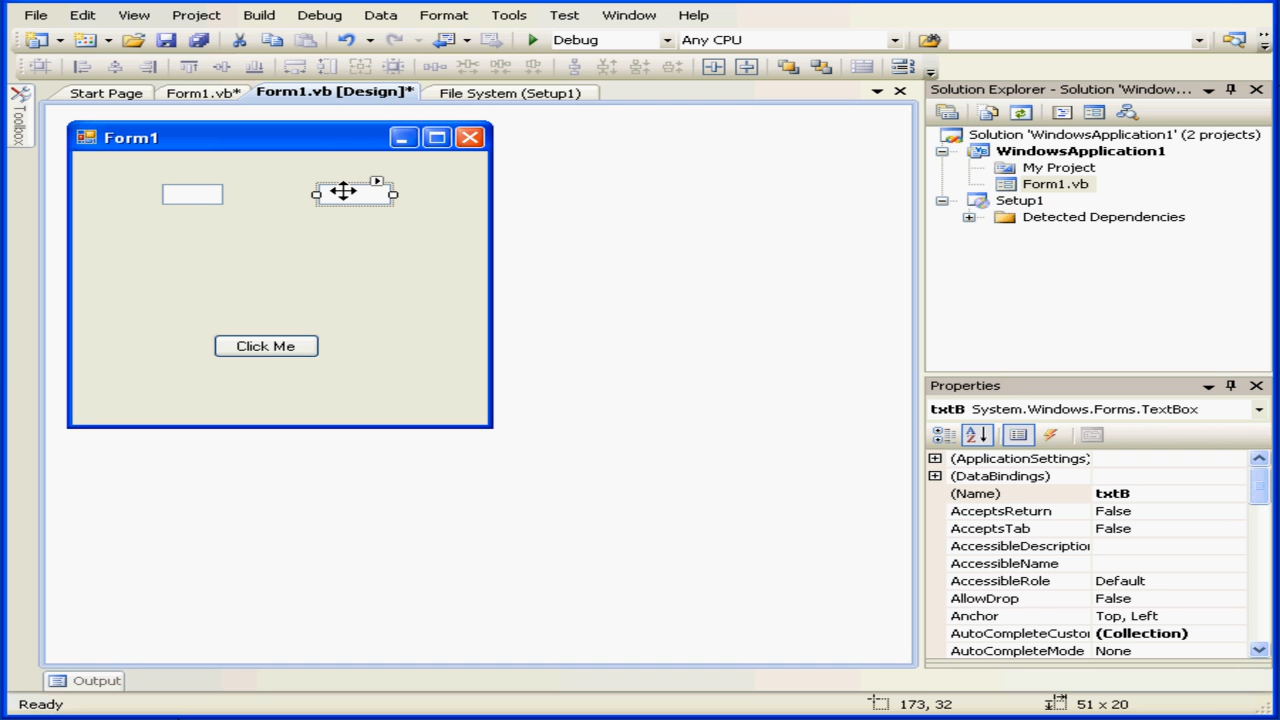 File Edit View Project Build Debug Data Format Tools Test Window Help
Debug Any CPU
Start Page Form1.vb* Form1.vb [Design]* File System (Setup1)
Toolbox
Form1
Click Me
Solution Explorer - Solution 'Window...
Solution 'WindowsApplication1' (2 projects)
WindowsApplication1
My Project
Form1.vb
Setup1
Detected Dependencies
Properties
txtB System.Windows.Forms.TextBox
(ApplicationSettings)
(DataBindings)
(Name) txtB
AcceptsReturn False
AcceptsTab False
AccessibleDescription
AccessibleName
AccessibleRole Default
AllowDrop False
Anchor Top, Left
AutoCompleteCustor (Collection)
AutoCompleteMode None
Output
Ready 173, 32 51 x 20